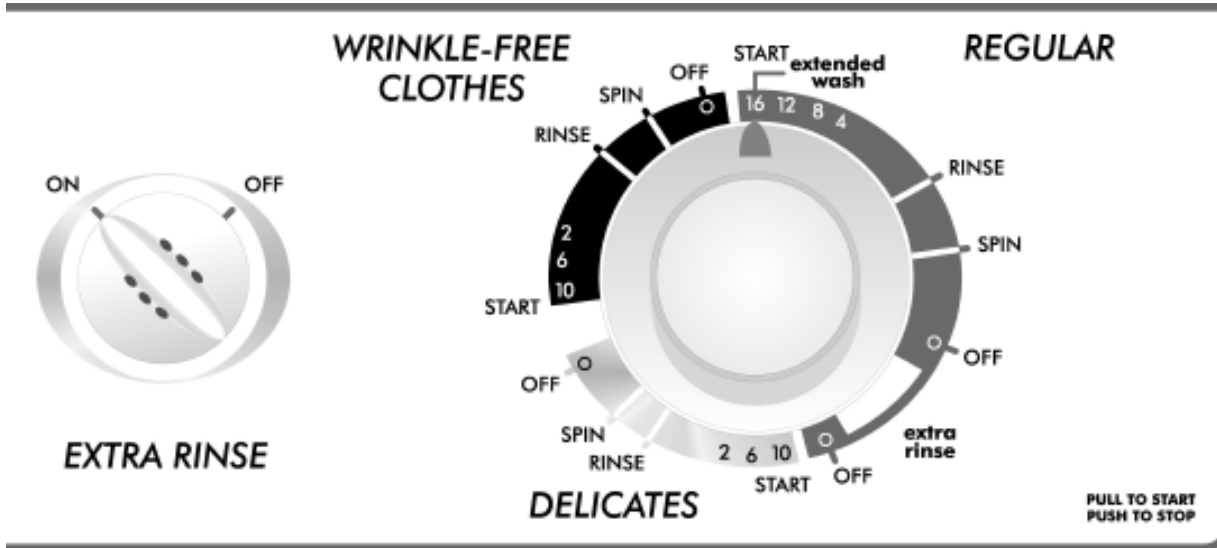 WRINKLE-FREE
CLOTHES
REGULAR
START
extended
wash
OFF
16 12 8 4
SPIN
RINSE
RINSE
ON
OFF
2
SPIN
6
10
START
OFF
OFF
SPIN
RINSE
2 6 10
START
extra
rinse
OFF
EXTRA RINSE
DELICATES
PULL TO START
PUSH TO STOP